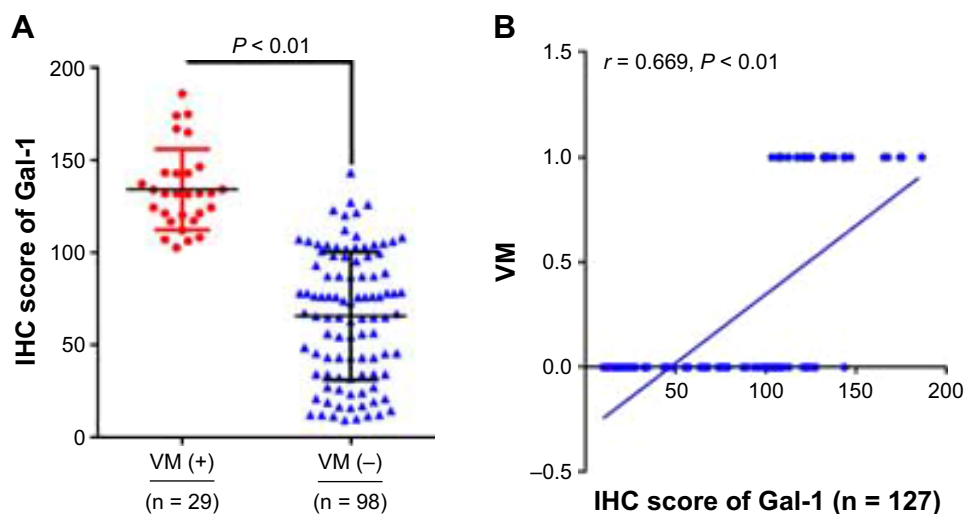 A
P < 0.01
IHC score of Gal-1
200
150
100
50
0
VM (+)
(n = 29)
VM (–)
(n = 98)
B
r = 0.669, P < 0.01
VM
1.5
1.0
0.5
0.0
–0.5
50
100
150
200
IHC score of Gal-1 (n = 127)